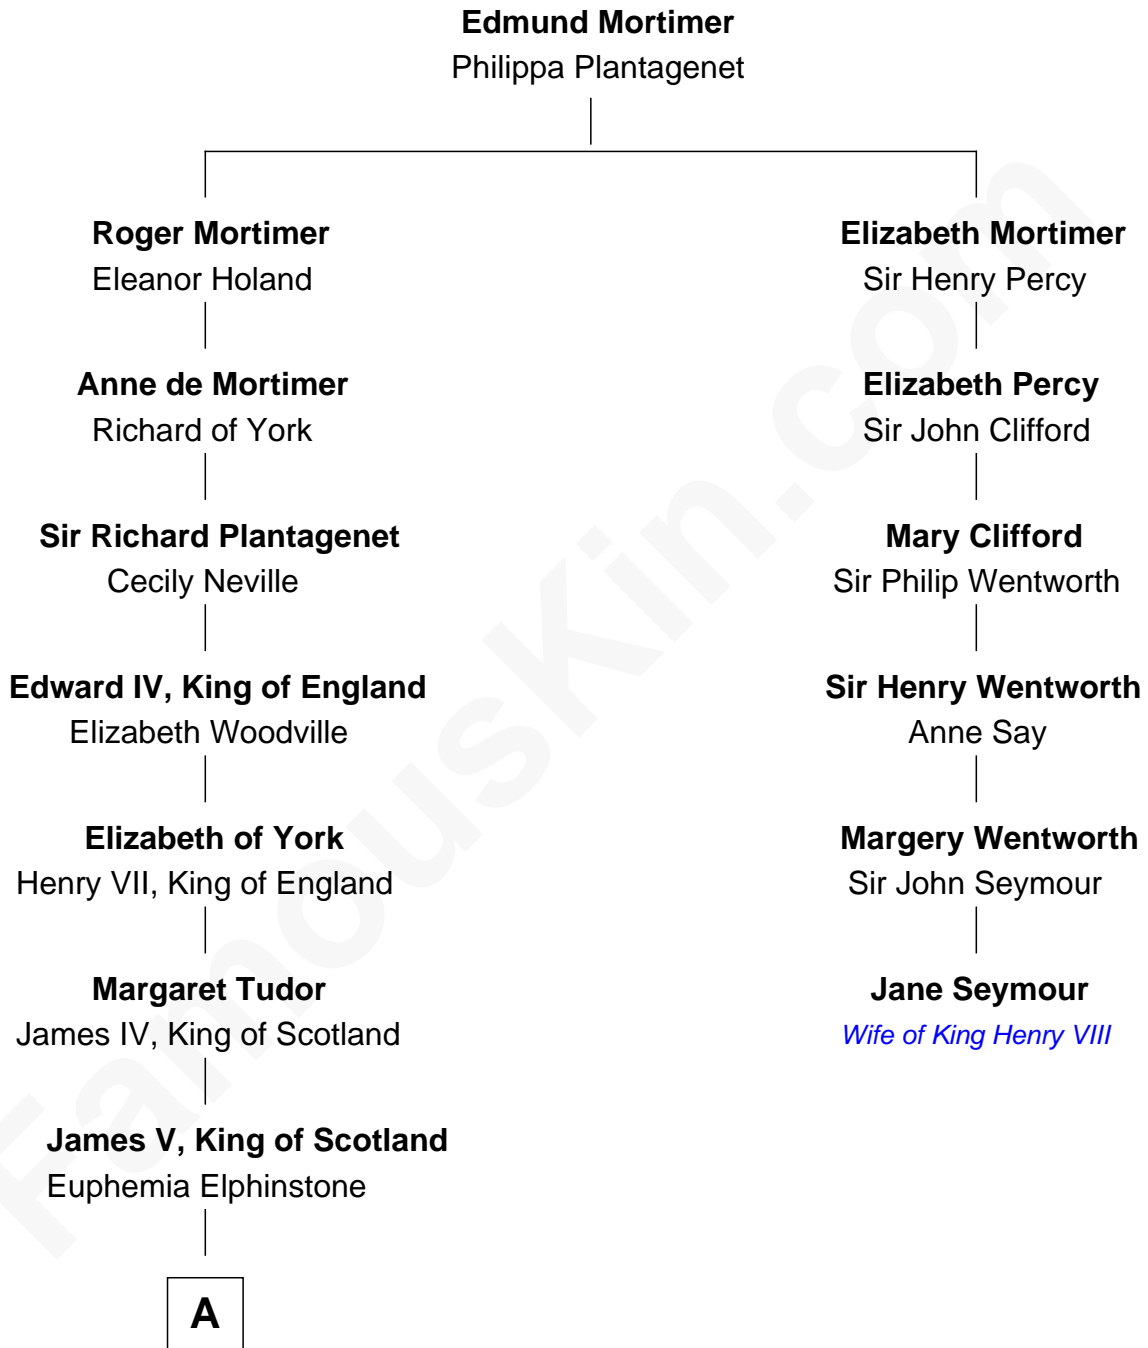 Edmund Mortimer
Philippa Plantagenet
Roger Mortimer
Eleanor Holand
Elizabeth Mortimer
Sir Henry Percy
Anne de Mortimer
Richard of York
Elizabeth Percy
Sir John Clifford
Sir Richard Plantagenet
Cecily Neville
Mary Clifford
Sir Philip Wentworth
Edward IV, King of England
Elizabeth Woodville
Sir Henry Wentworth
Anne Say
Elizabeth of York
Henry VII, King of England
Margery Wentworth
Sir John Seymour
Margaret Tudor
James IV, King of Scotland
Jane Seymour
Wife of King Henry VIII
James V, King of Scotland
Euphemia Elphinstone
A
FamousKin.com